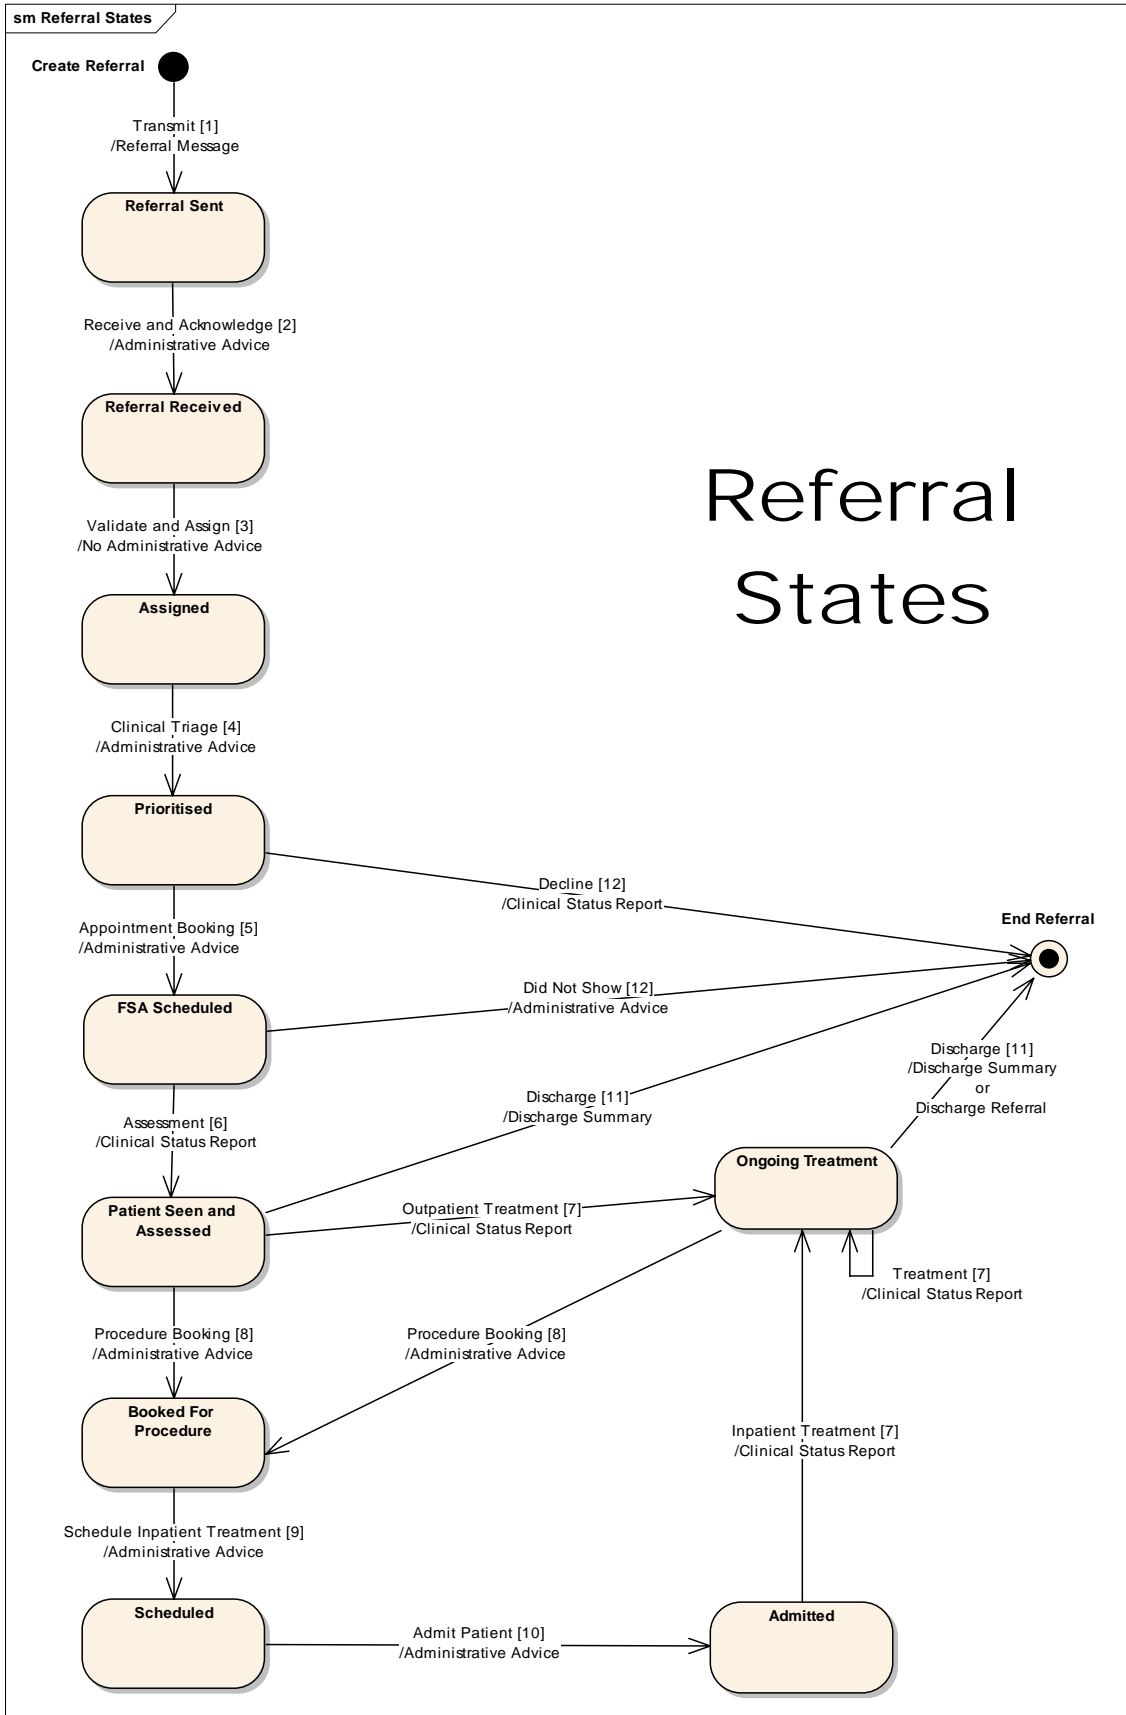 sm Referral States
Create Referral
Transmit [1]
/Referral Message
Referral Sent
Receive and Acknowledge [2]
/Administrative Advice
Referral Received
Referral
States
Validate and Assign [3]
/No Administrative Advice
Assigned
Clinical Triage [4]
/Administrative Advice
Prioritised
Decline [12]
/Clinical Status Report
End Referral
Appointment Booking [5]
/Administrative Advice
FSA Scheduled
Did Not Show [12]
/Administrative Advice
Discharge [11]
/Discharge Summary
or
Discharge Referral
Discharge [11]
/Discharge Summary
Assessment [6]
/Clinical Status Report
Ongoing Treatment
Patient Seen and
Assessed
Outpatient Treatment [7]
/Clinical Status Report
Treatment [7]
/Clinical Status Report
Procedure Booking [8]
/Administrative Advice
Procedure Booking [8]
/Administrative Advice
Booked For
Procedure
Inpatient Treatment [7]
/Clinical Status Report
Schedule Inpatient Treatment [9]
/Administrative Advice
Scheduled
Admit Patient [10]
/Administrative Advice
Admitted